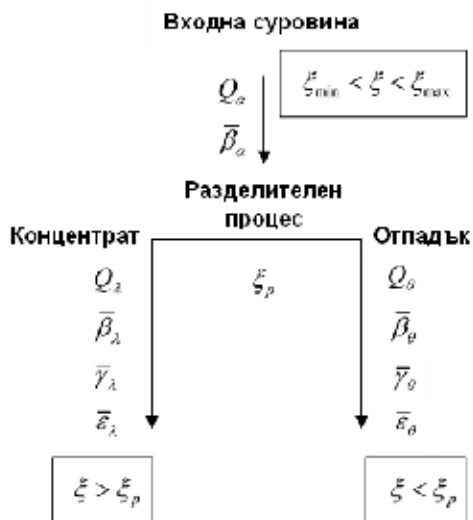 Входна суровина
Q_α
ξ_min < ξ < ξ_max
β̅_α
Разделителен
процес
Концентрат
Отпадък
Q_λ
β̅_λ
γ̅_λ
ε̅_λ
ξ_p
Q_θ
β̅_θ
γ̅_θ
ε̅_θ
ξ > ξ_p
ξ < ξ_p